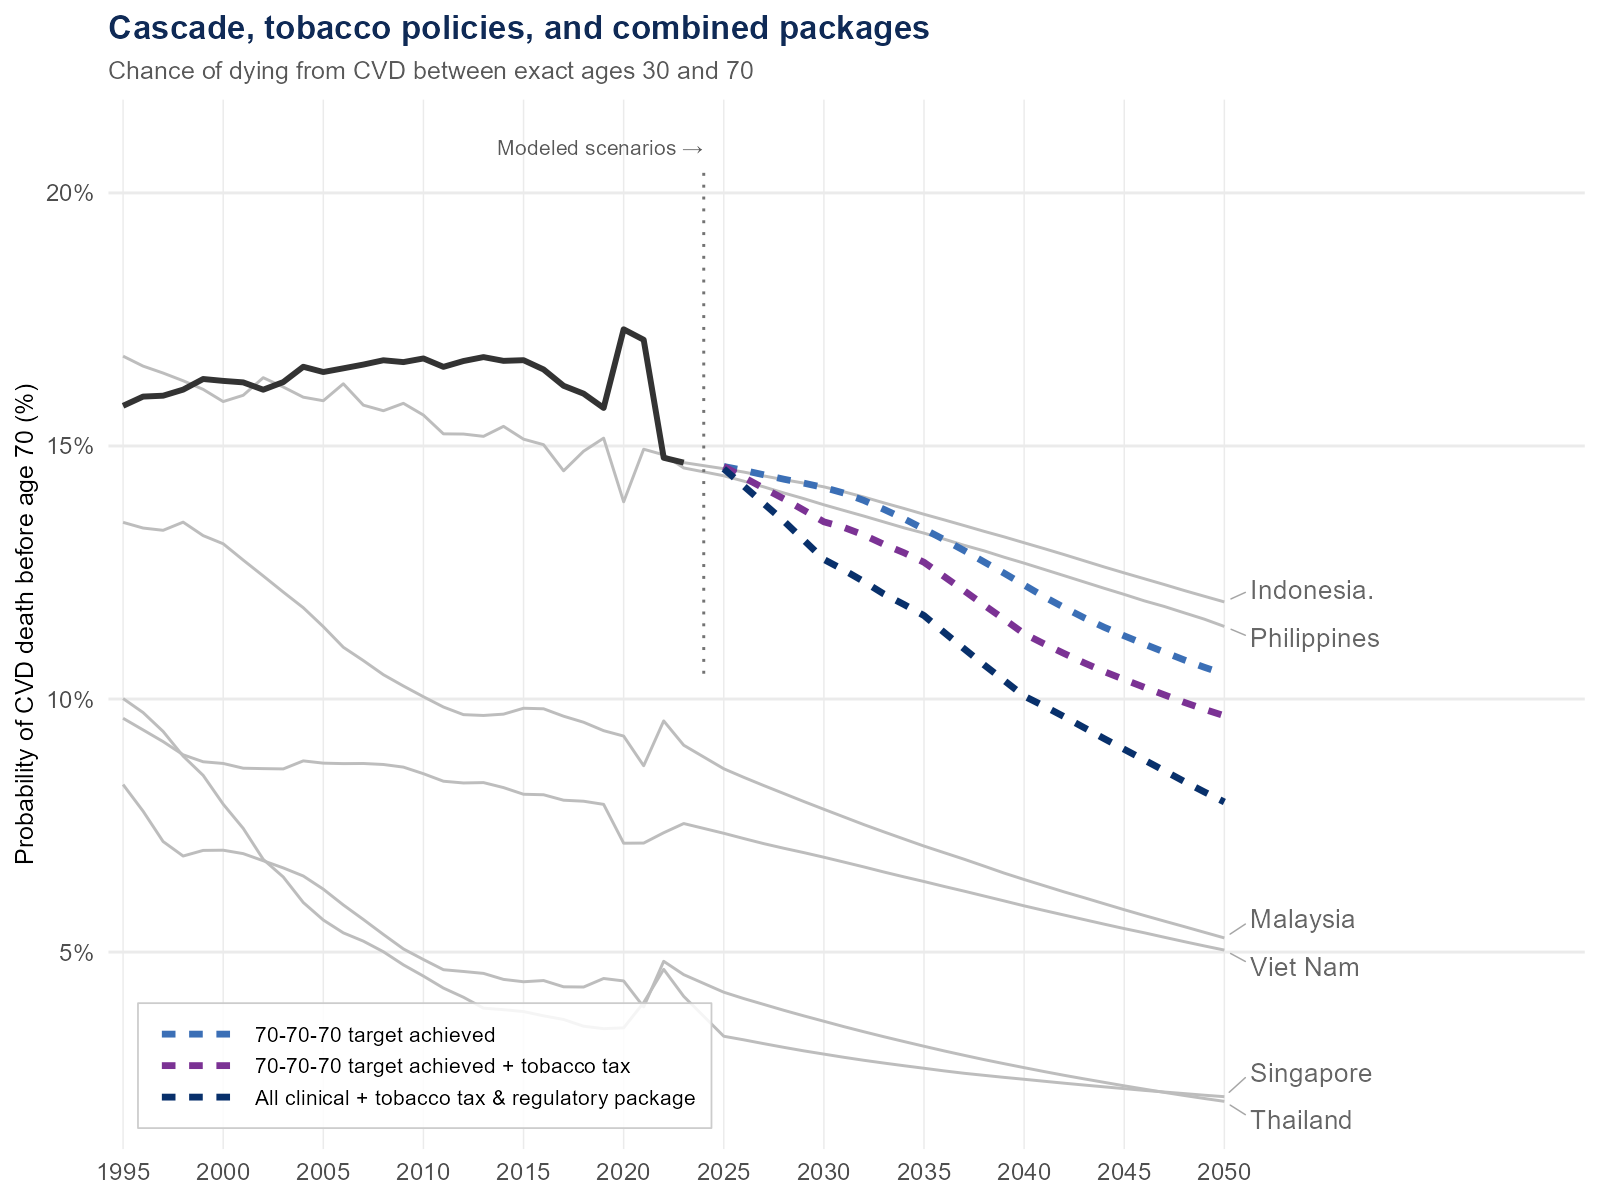 Cascade, tobacco policies, and combined packages
Chance of dying from CVD between exact ages 30 and 70
Modeled scenarios →
Probability of CVD death before age 70 (%)
20%
15%
10%
5%
Indonesia.
Philippines
Malaysia
Viet Nam
Singapore
Thailand
70-70-70 target achieved
70-70-70 target achieved + tobacco tax
All clinical + tobacco tax & regulatory package
1995 2000 2005 2010 2015 2020 2025 2030 2035 2040 2045 2050